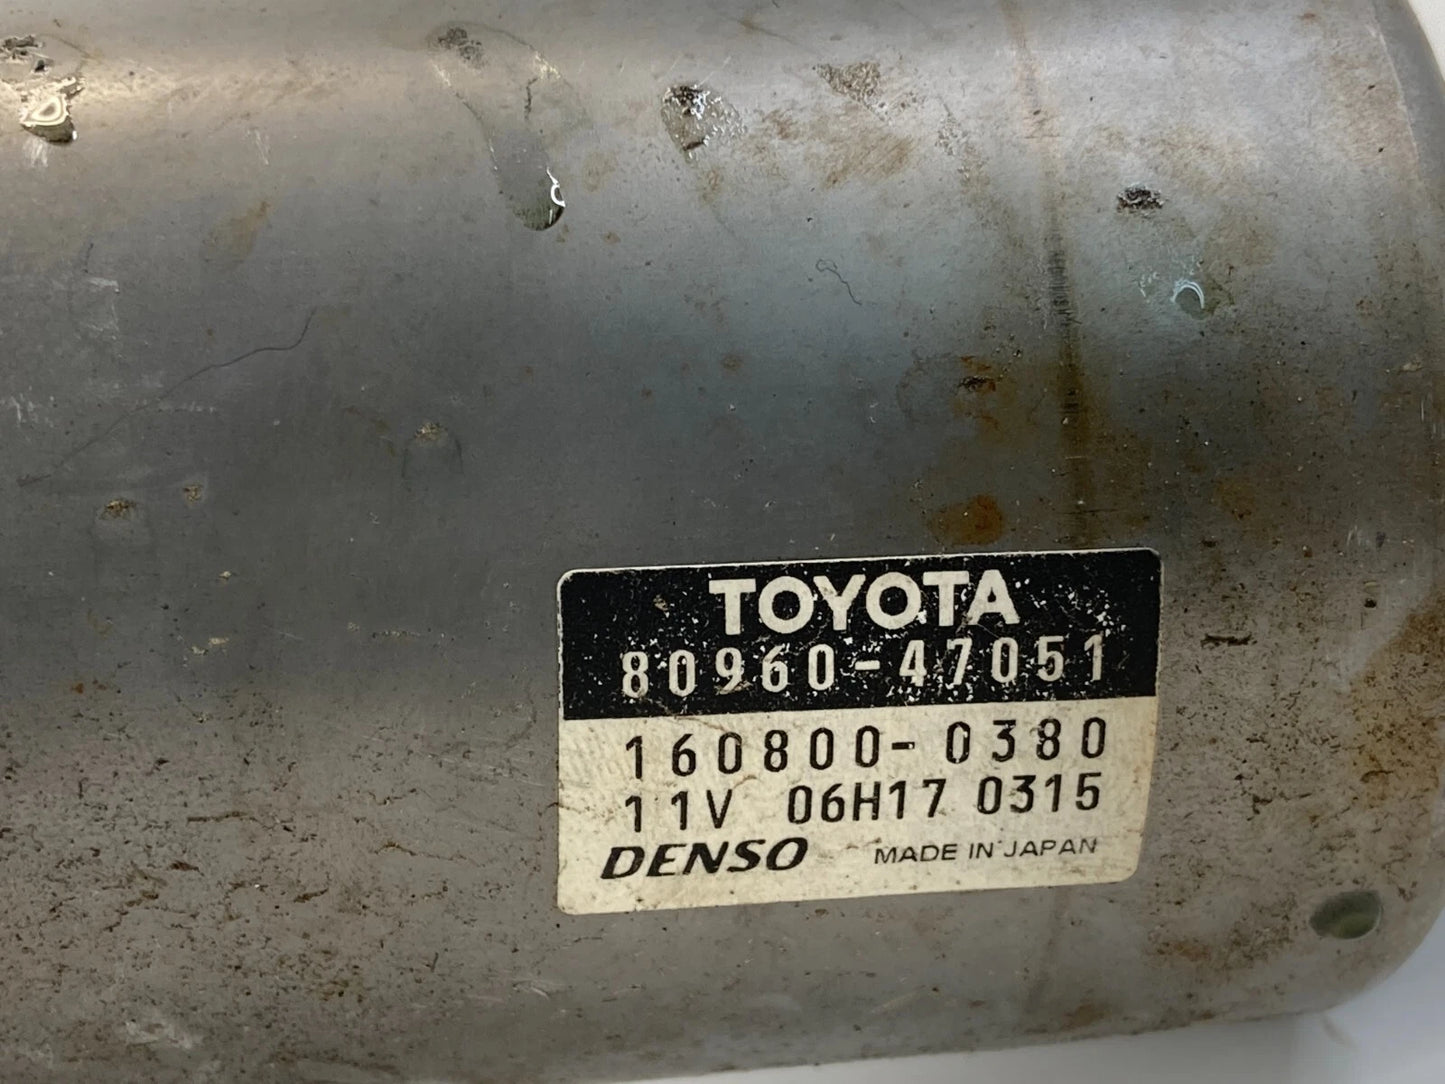 TOYOTA
80960-47051
160800-0380
11V 06H17 0315
DENSO MADE IN JAPAN